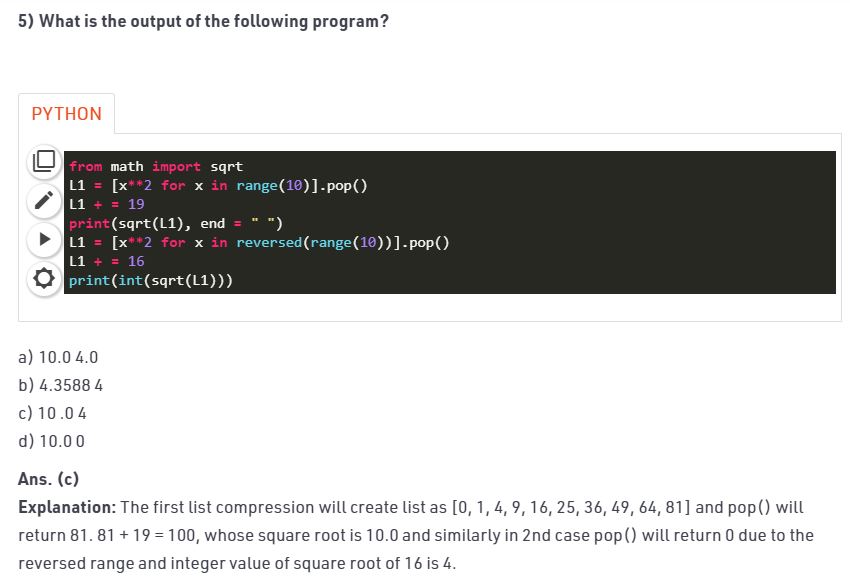 5) What is the output of the following program?
PYTHON
from math import sqrt
L1 = [x**2 for x in range(10)].pop()
L1 + = 19
print(sqrt(L1), end = " ")
L1 = [x**2 for x in reversed(range(10))].pop()
L1 + = 16
print(int(sqrt(L1)))
a) 10.0 4.0
b) 4.3588 4
c) 10 .0 4
d) 10.0 0
Ans. (c)
Explanation: The first list compression will create list as [0, 1, 4, 9, 16, 25, 36, 49, 64, 81] and pop() will
return 81. 81 + 19 = 100, whose square root is 10.0 and similarly in 2nd case pop() will return 0 due to the
reversed range and integer value of square root of 16 is 4.